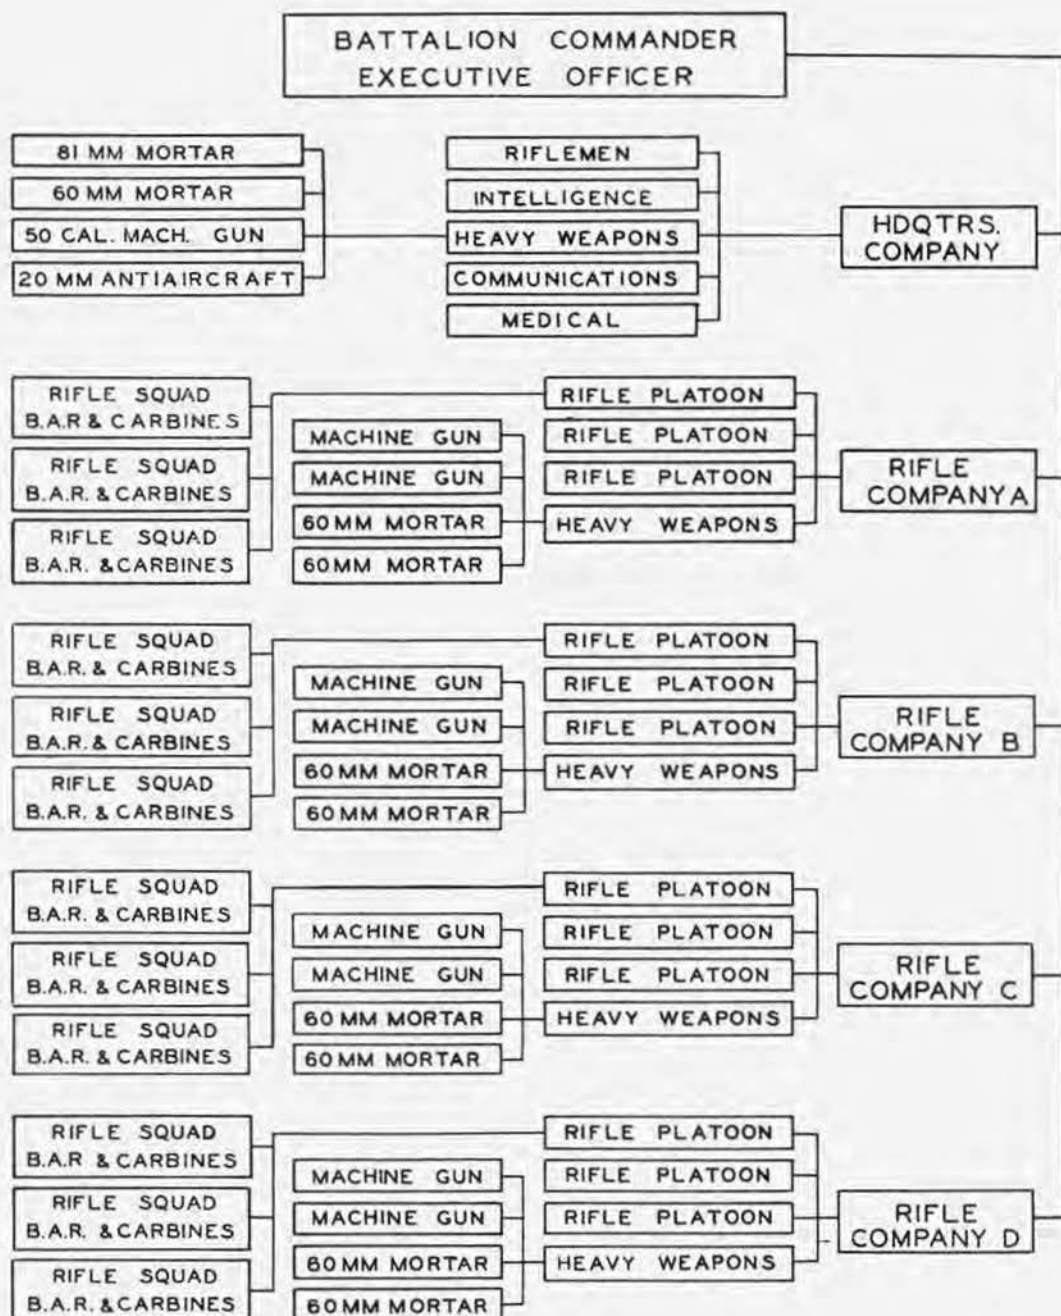 BATTALION COMMANDER
EXECUTIVE OFFICER
81 MM MORTAR
60 MM MORTAR
50 CAL. MACH. GUN
20 MM ANTIAIRCRAFT
RIFLEMEN
INTELLIGENCE
HEAVY WEAPONS
COMMUNICATIONS
MEDICAL
HDQTRS.
COMPANY
RIFLE SQUAD
B.A.R & CARBINES
RIFLE SQUAD
B.A.R. & CARBINES
RIFLE SQUAD
B.A.R. & CARBINES
MACHINE GUN
MACHINE GUN
60 MM MORTAR
60 MM MORTAR
RIFLE PLATOON
RIFLE PLATOON
RIFLE PLATOON
HEAVY WEAPONS
RIFLE
COMPANY A
RIFLE SQUAD
B.A.R. & CARBINES
RIFLE SQUAD
B.A.R. & CARBINES
RIFLE SQUAD
B.A.R. & CARBINES
MACHINE GUN
MACHINE GUN
60 MM MORTAR
60 MM MORTAR
RIFLE PLATOON
RIFLE PLATOON
RIFLE PLATOON
HEAVY WEAPONS
RIFLE
COMPANY B
RIFLE SQUAD
B.A.R. & CARBINES
RIFLE SQUAD
B.A.R. & CARBINES
RIFLE SQUAD
B.A.R. & CARBINES
MACHINE GUN
MACHINE GUN
60 MM MORTAR
60 MM MORTAR
RIFLE PLATOON
RIFLE PLATOON
RIFLE PLATOON
HEAVY WEAPONS
RIFLE
COMPANY C
RIFLE SQUAD
B.A.R & CARBINES
RIFLE SQUAD
B.A.R. & CARBINES
RIFLE SQUAD
B.A.R. & CARBINES
MACHINE GUN
MACHINE GUN
60 MM MORTAR
60 MM MORTAR
RIFLE PLATOON
RIFLE PLATOON
RIFLE PLATOON
HEAVY WEAPONS
RIFLE
COMPANY D